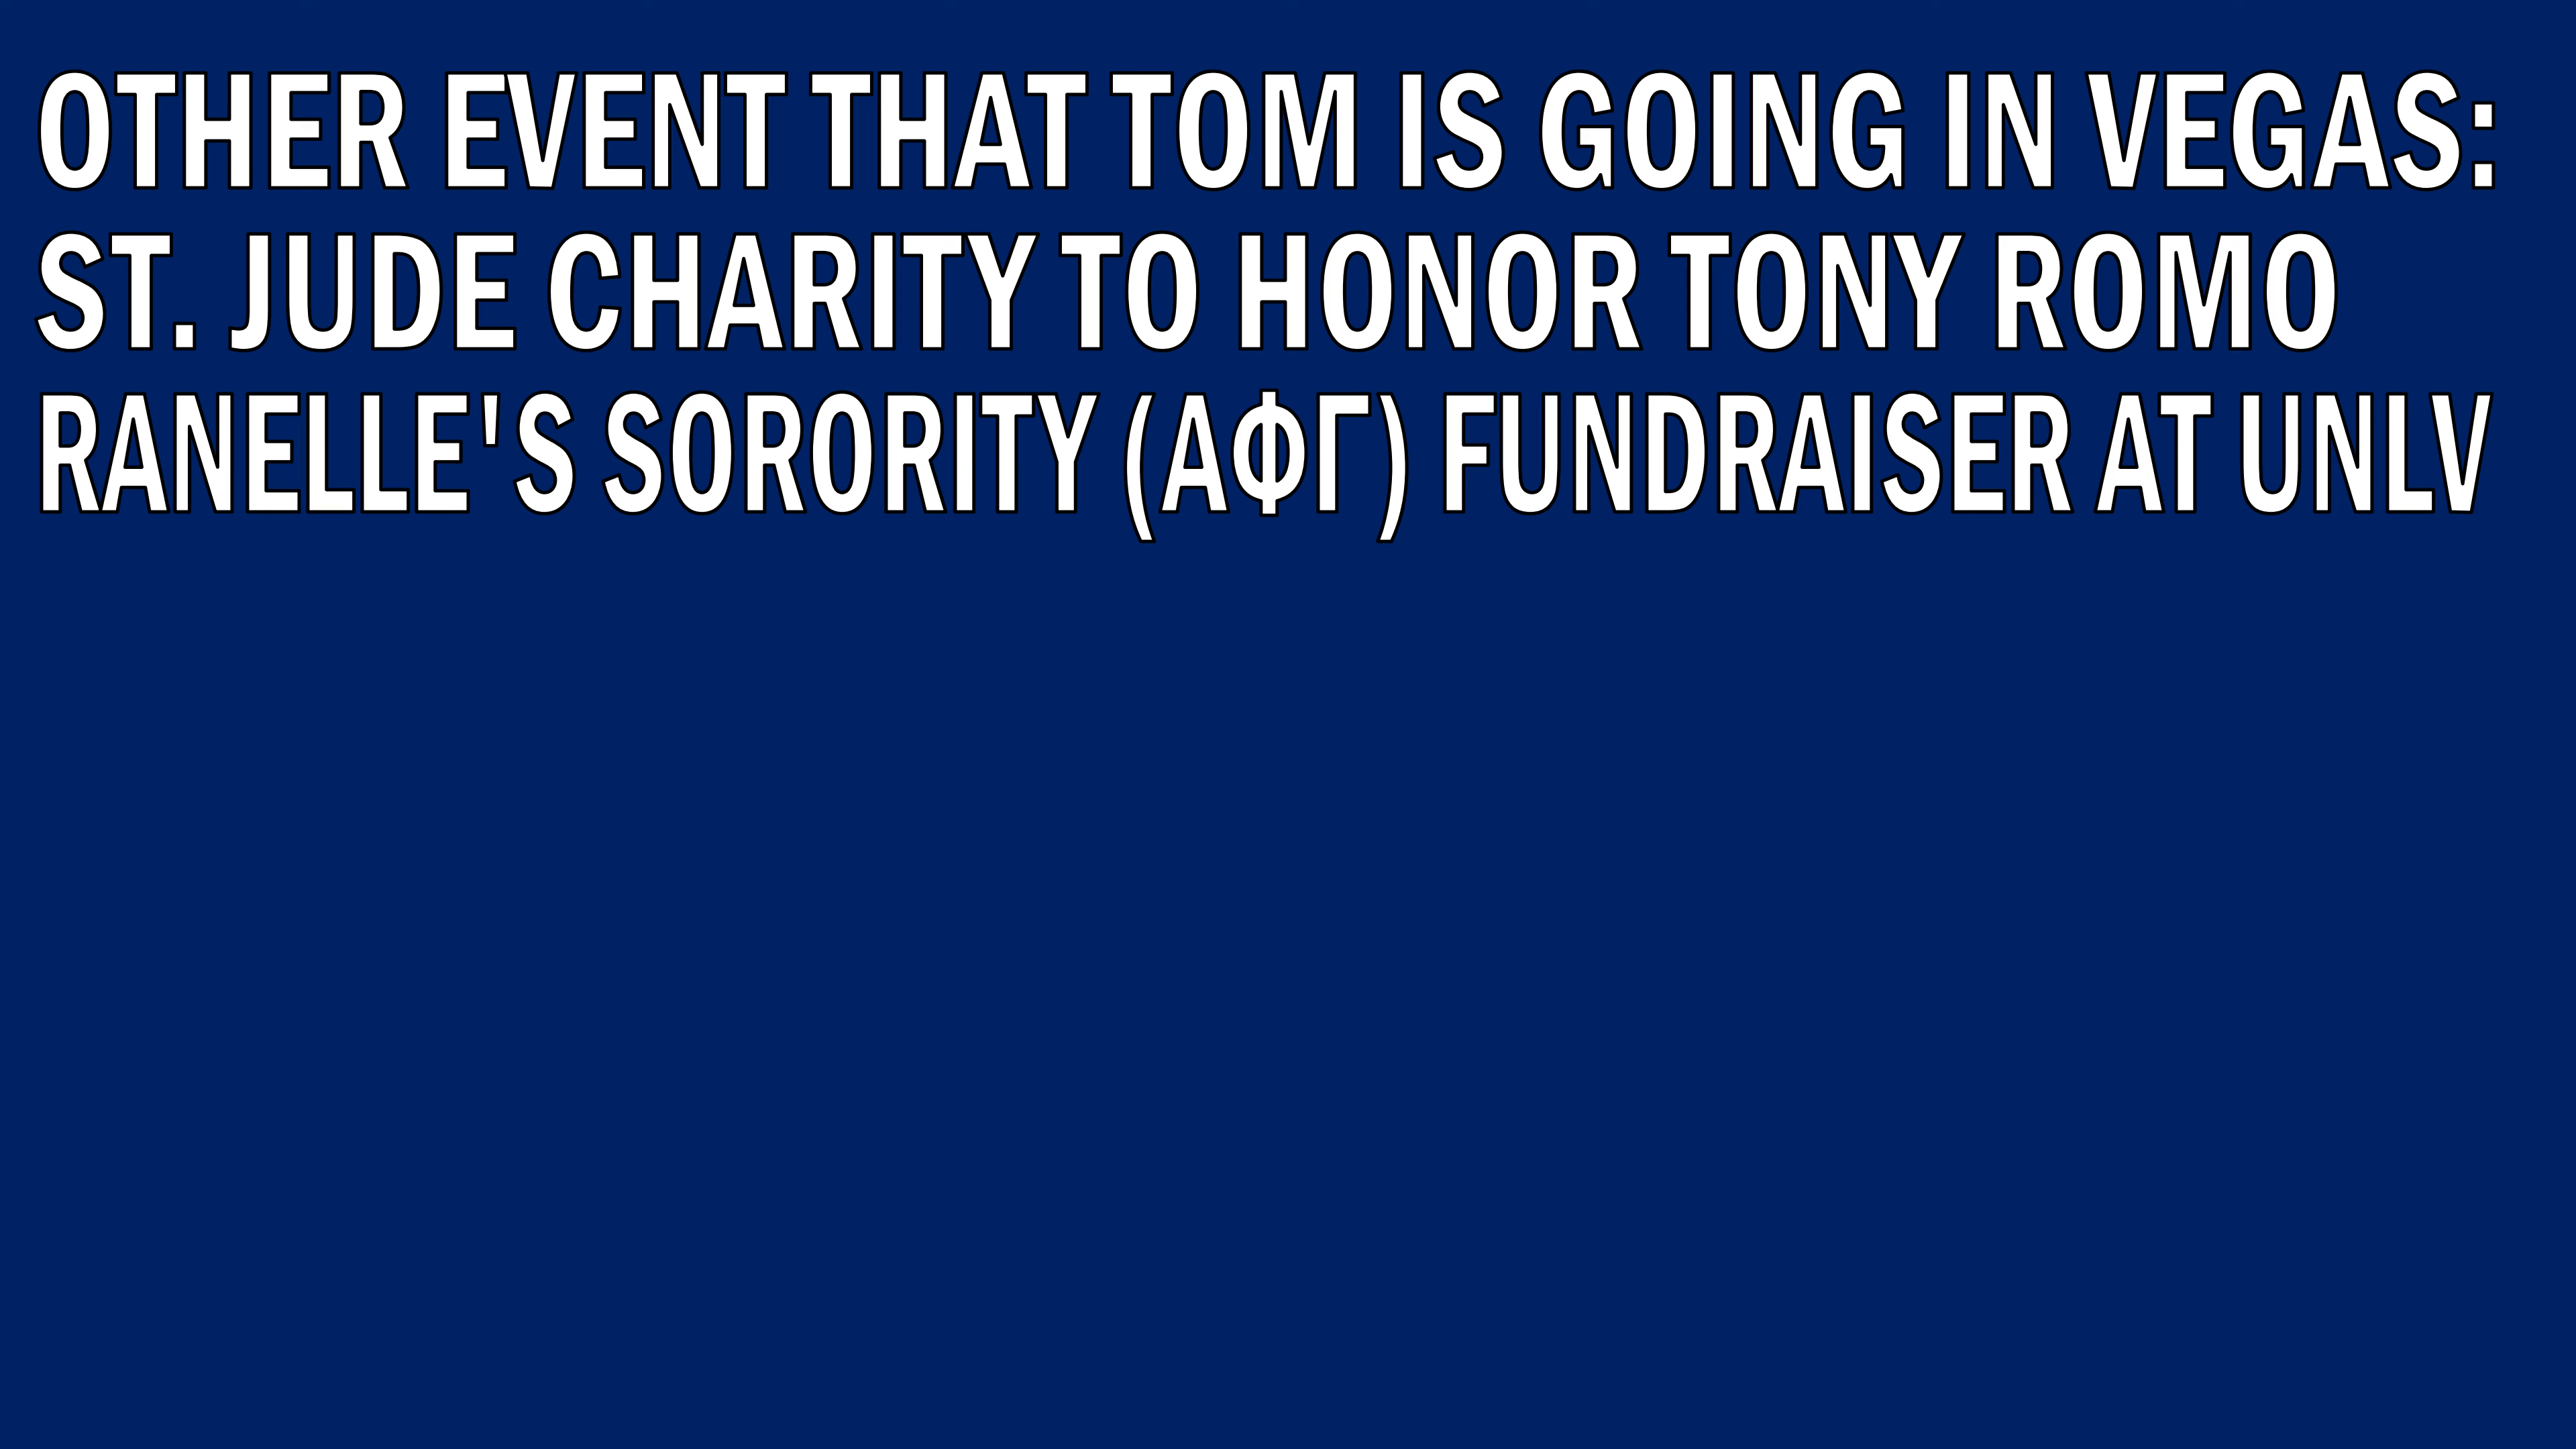 OTHER EVENT THAT TOM IS GOING IN VEGAS:
ST. JUDE CHARITY TO HONOR TONY ROMO
RANELLE'S SORORITY (ΑΦΓ) FUNDRAISER AT UNLV